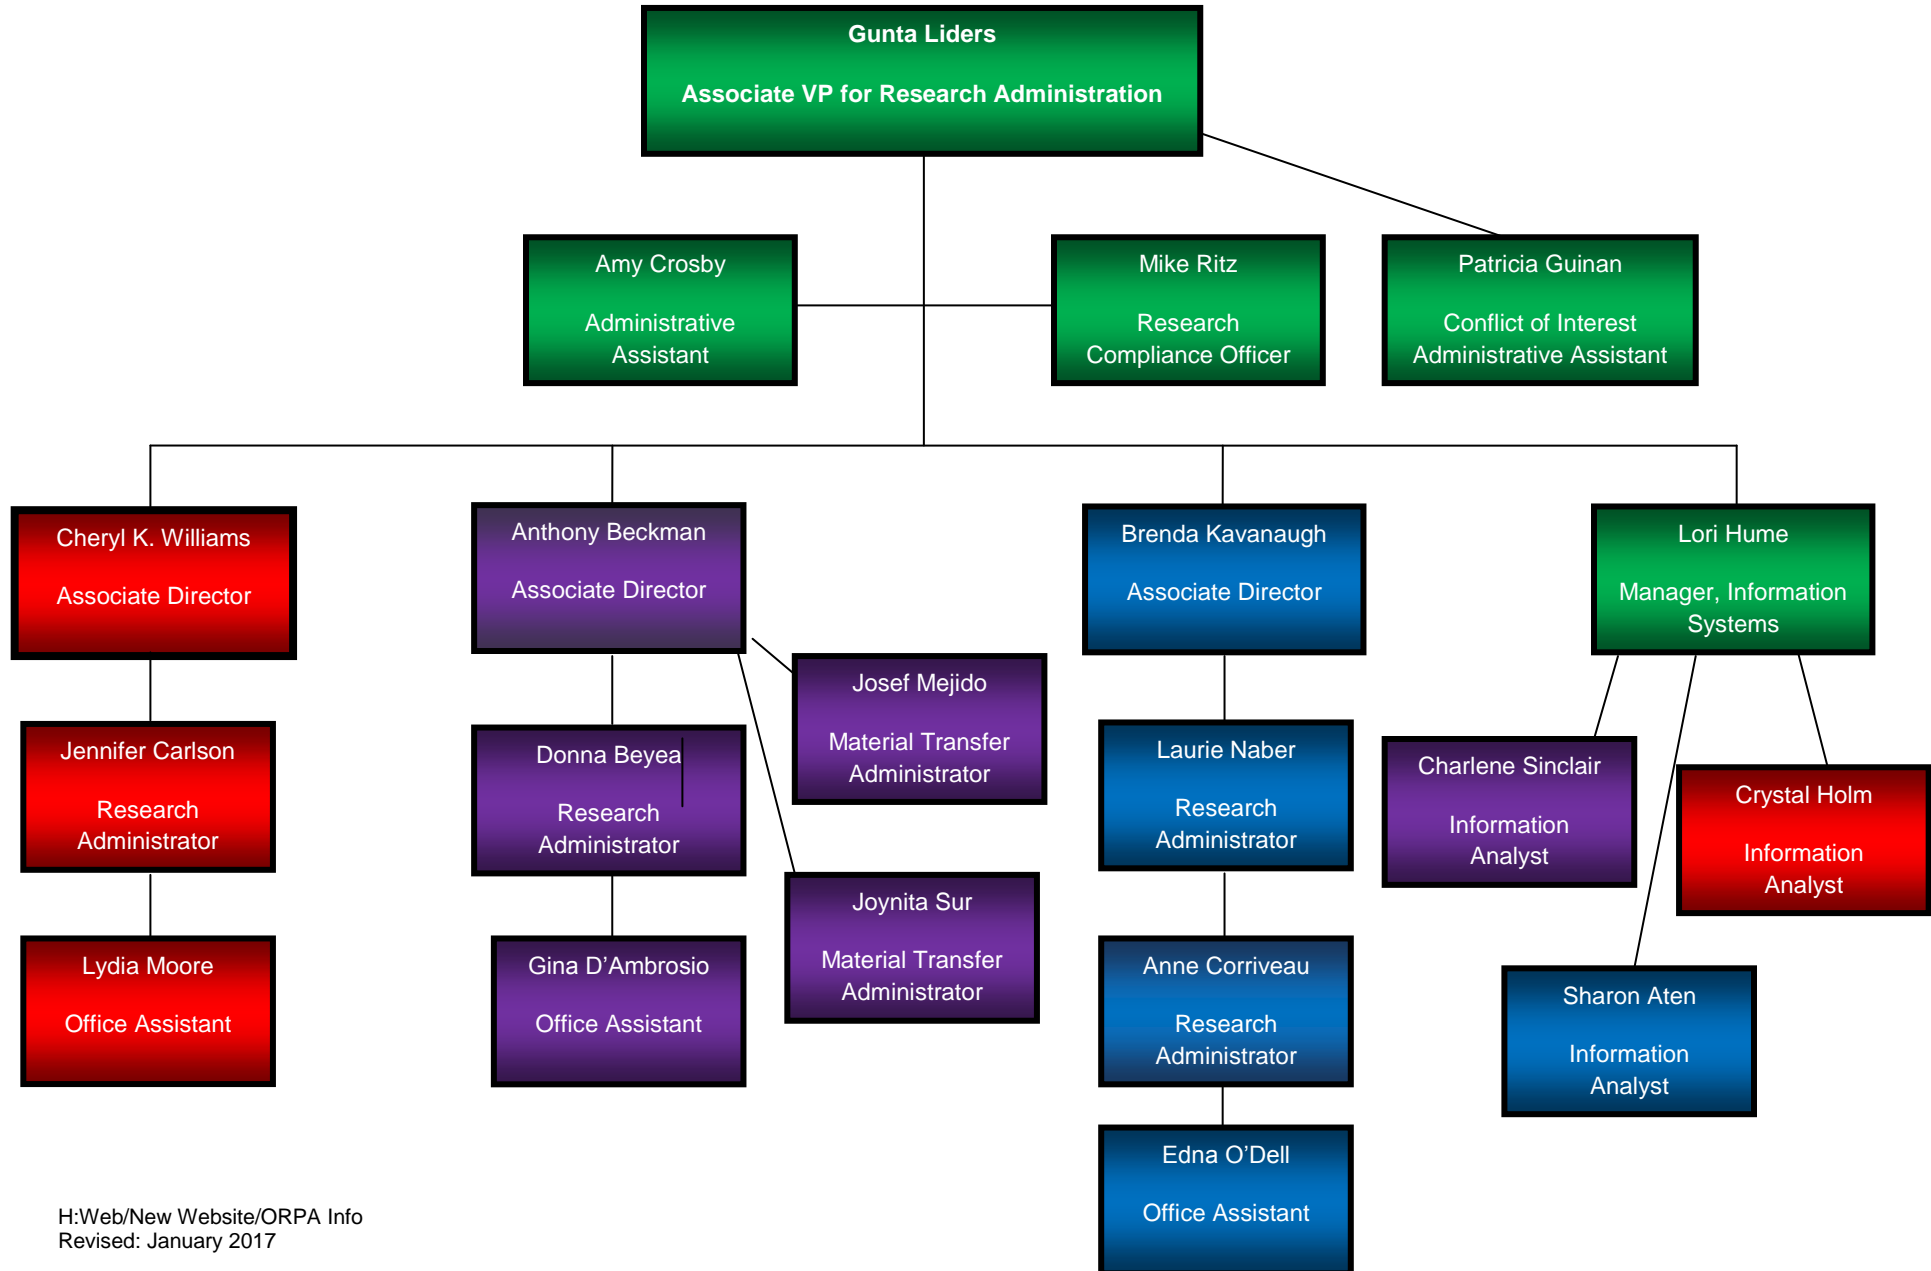 Gunta Liders
Associate VP for Research Administration
Amy Crosby
Administrative
Assistant
Mike Ritz
Research
Compliance Officer
Patricia Guinan
Conflict of Interest
Administrative Assistant
Cheryl K. Williams
Associate Director
Anthony Beckman
Associate Director
Brenda Kavanaugh
Associate Director
Lori Hume
Manager, Information
Systems
Jennifer Carlson
Research
Administrator
Donna Beyea
Research
Administrator
Josef Mejido
Material Transfer
Administrator
Laurie Naber
Research
Administrator
Charlene Sinclair
Information
Analyst
Crystal Holm
Information
Analyst
Lydia Moore
Office Assistant
Gina D’Ambrosio
Office Assistant
Joynita Sur
Material Transfer
Administrator
Anne Corriveau
Research
Administrator
Sharon Aten
Information
Analyst
Edna O’Dell
Office Assistant
H:Web/New Website/ORPA Info
Revised: January 2017